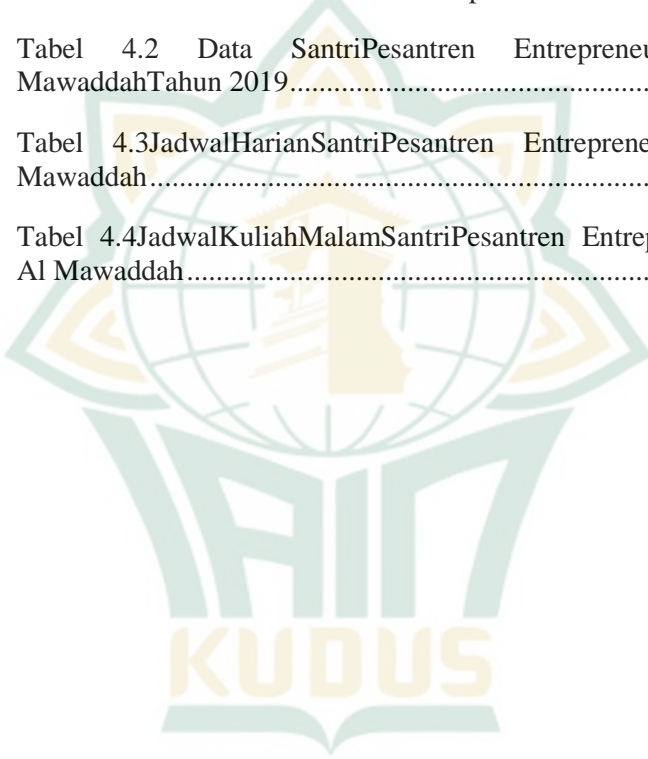 Tabel 4.2 Data SantriPesantren Entrepreneu
MawaddahTahun 2019.....................................................
Tabel 4.3JadwalHarianSantriPesantren Entreprene
Mawaddah.....................................................................
Tabel 4.4JadwalKuliahMalamSantriPesantren Entrep
Al Mawaddah................................................................
IAIN
KUDUS